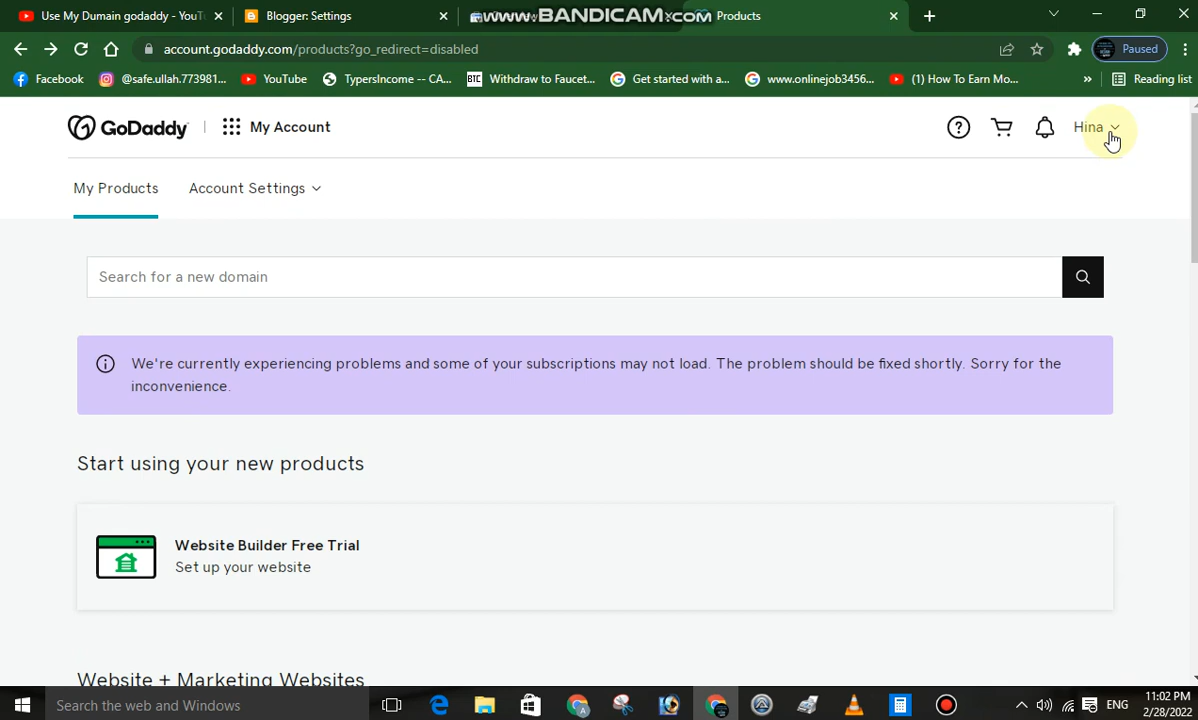 Use My Domain godaddy - YouTu
Blogger: Settings
www.BANDICAM.com
Products
account.godaddy.com/products?go_redirect=disabled
Paused
Facebook
@safe.ullah.773981...
YouTube
TypersIncome -- CA...
BTC
Withdraw to Faucet...
Get started with a...
www.onlinejob3456...
(1) How To Earn Mo...
»
Reading list
GoDaddy
My Account
Hina
My Products
Account Settings
Search for a new domain
We're currently experiencing problems and some of your subscriptions may not load. The problem should be fixed shortly. Sorry for the
inconvenience.
Start using your new products
Website Builder Free Trial
Set up your website
Website + Marketing Websites
Search the web and Windows
ENG
11:02 PM
2/28/2022